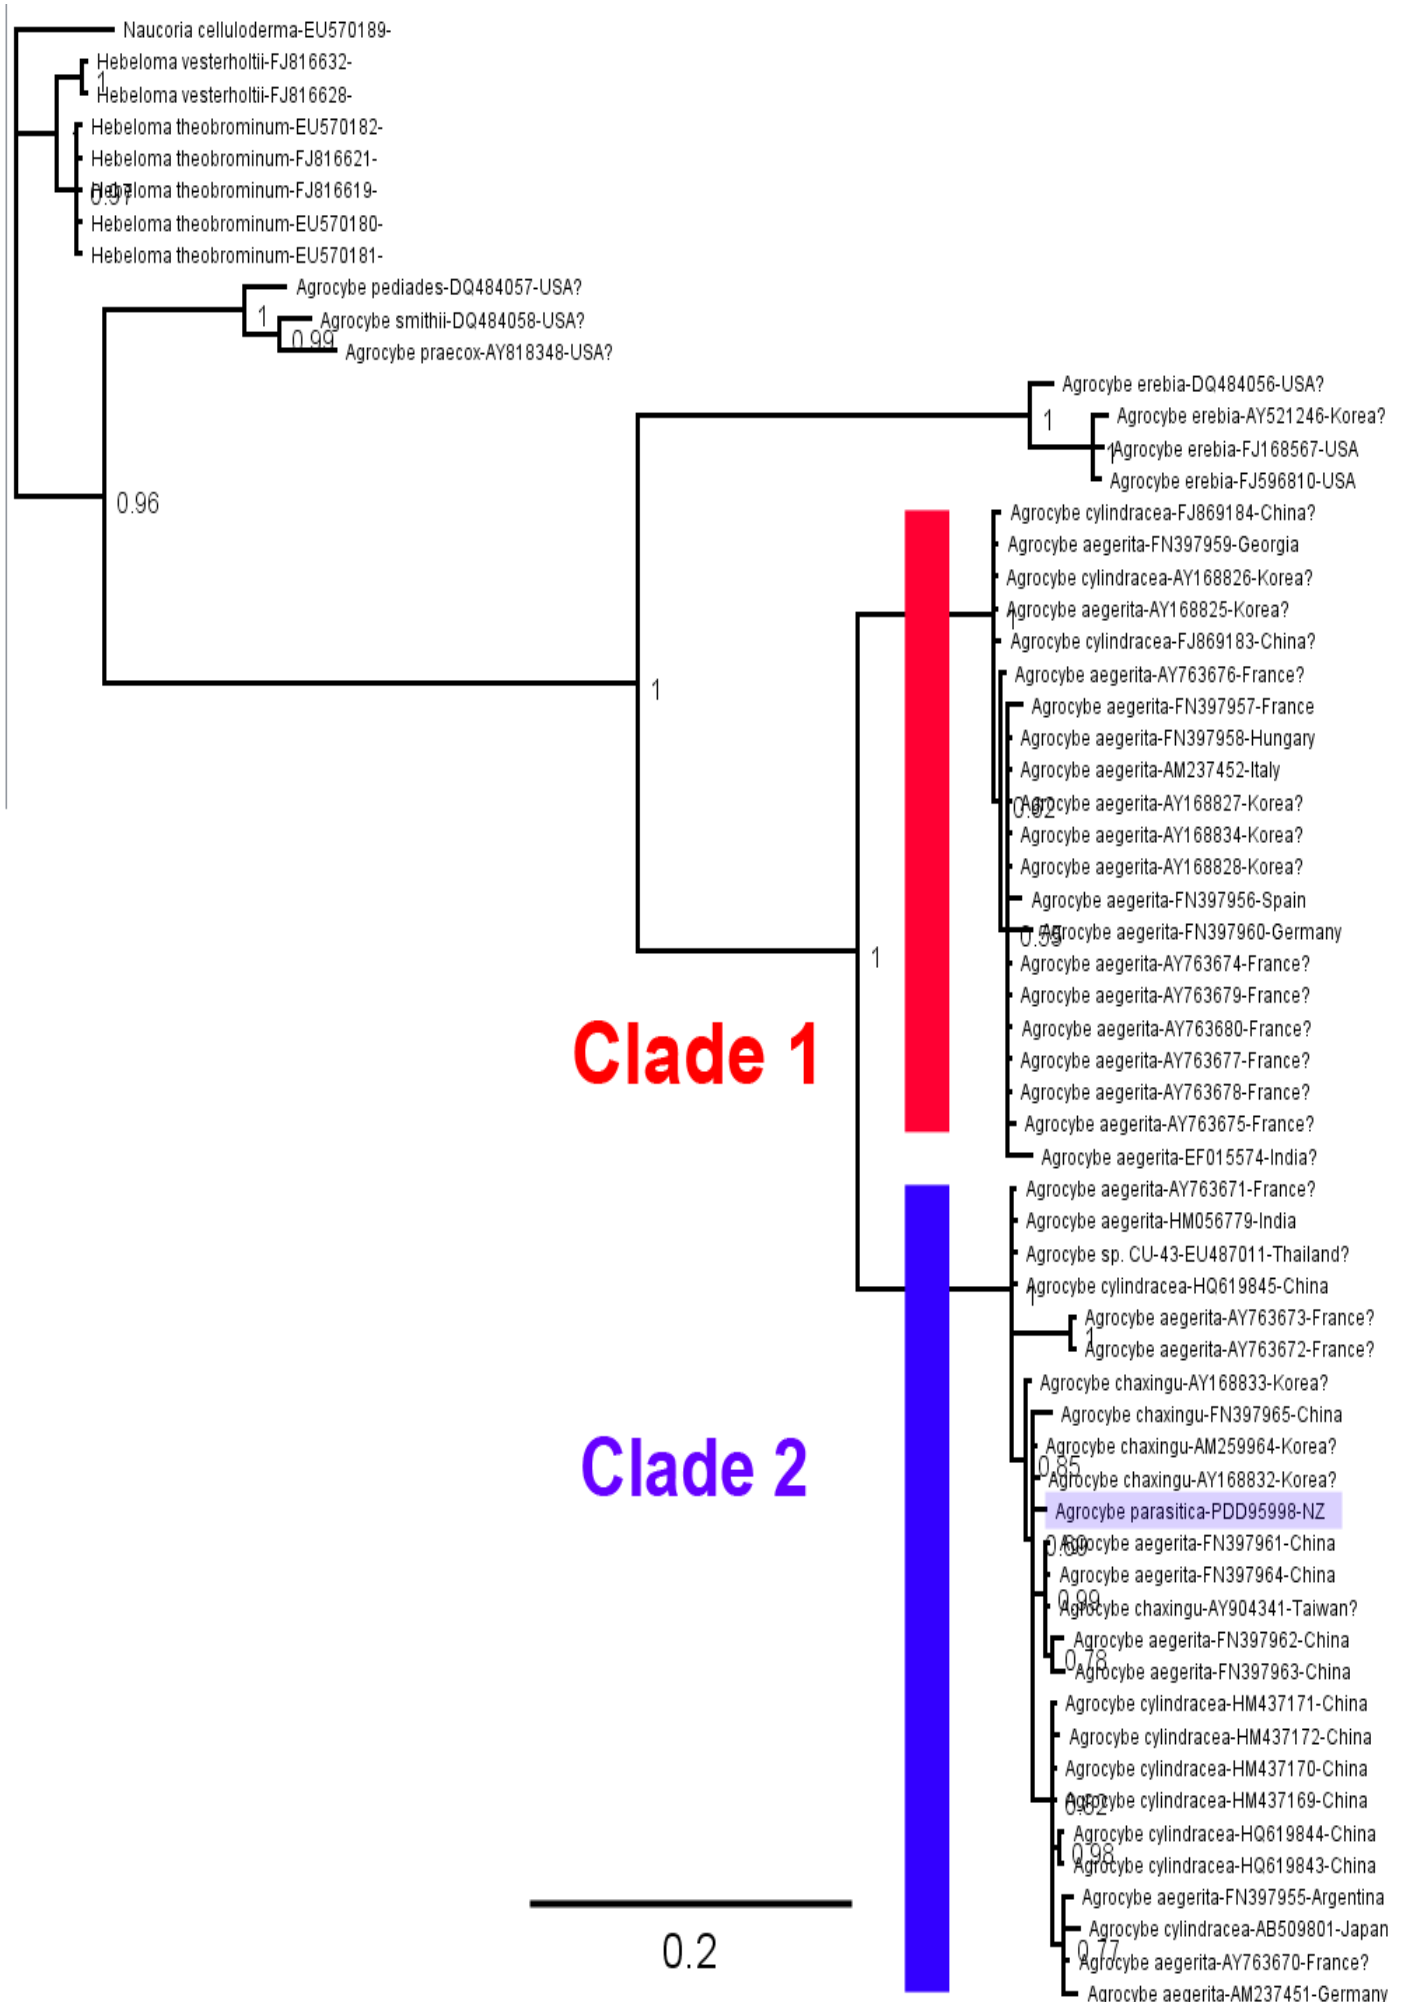 Naucoria celluloderma-EU570189-
Hebeloma vesterholtii-FJ816632-
1
Hebeloma vesterholtii-FJ816628-
Hebeloma theobrominum-EU570182-
Hebeloma theobrominum-FJ816621-
Hebeloma theobrominum-FJ816619-
0.97
Hebeloma theobrominum-EU570180-
Hebeloma theobrominum-EU570181-
Agrocybe pediades-DQ484057-USA?
1
Agrocybe smithii-DQ484058-USA?
0.99
Agrocybe praecox-AY818348-USA?
Agrocybe erebia-DQ484056-USA?
1
Agrocybe erebia-AY521246-Korea?
Agrocybe erebia-FJ168567-USA
1
Agrocybe erebia-FJ596810-USA
0.96
Agrocybe cylindracea-FJ869184-China?
Agrocybe aegerita-FN397959-Georgia
Agrocybe cylindracea-AY168826-Korea?
Agrocybe aegerita-AY168825-Korea?
1
Agrocybe cylindracea-FJ869183-China?
Agrocybe aegerita-AY763676-France?
1
Agrocybe aegerita-FN397957-France
Agrocybe aegerita-FN397958-Hungary
Agrocybe aegerita-AM237452-Italy
Agrocybe aegerita-AY168827-Korea?
0.62
Agrocybe aegerita-AY168834-Korea?
Agrocybe aegerita-AY168828-Korea?
Agrocybe aegerita-FN397956-Spain
Agrocybe aegerita-FN397960-Germany
0.55
1
Agrocybe aegerita-AY763674-France?
Agrocybe aegerita-AY763679-France?
Agrocybe aegerita-AY763680-France?
Clade 1
Agrocybe aegerita-AY763677-France?
Agrocybe aegerita-AY763678-France?
Agrocybe aegerita-AY763675-France?
Agrocybe aegerita-EF015574-India?
Agrocybe aegerita-AY763671-France?
Agrocybe aegerita-HM056779-India
Agrocybe sp. CU-43-EU487011-Thailand?
Agrocybe cylindracea-HQ619845-China
1
Agrocybe aegerita-AY763673-France?
1
Agrocybe aegerita-AY763672-France?
Agrocybe chaxingu-AY168833-Korea?
Agrocybe chaxingu-FN397965-China
Agrocybe chaxingu-AM259964-Korea?
Clade 2
0.85
Agrocybe chaxingu-AY168832-Korea?
Agrocybe parasitica-PDD95998-NZ
Agrocybe aegerita-FN397961-China
0.69
Agrocybe aegerita-FN397964-China
0.99
Agrocybe chaxingu-AY904341-Taiwan?
Agrocybe aegerita-FN397962-China
0.78
Agrocybe aegerita-FN397963-China
Agrocybe cylindracea-HM437171-China
Agrocybe cylindracea-HM437172-China
Agrocybe cylindracea-HM437170-China
Agrocybe cylindracea-HM437169-China
Agrocybe cylindracea-HQ619844-China
0.98
Agrocybe cylindracea-HQ619843-China
Agrocybe aegerita-FN397955-Argentina
Agrocybe cylindracea-AB509801-Japan
0.77
0.2
Agrocybe aegerita-AY763670-France?
Agrocybe aegerita-AM237451-Germany